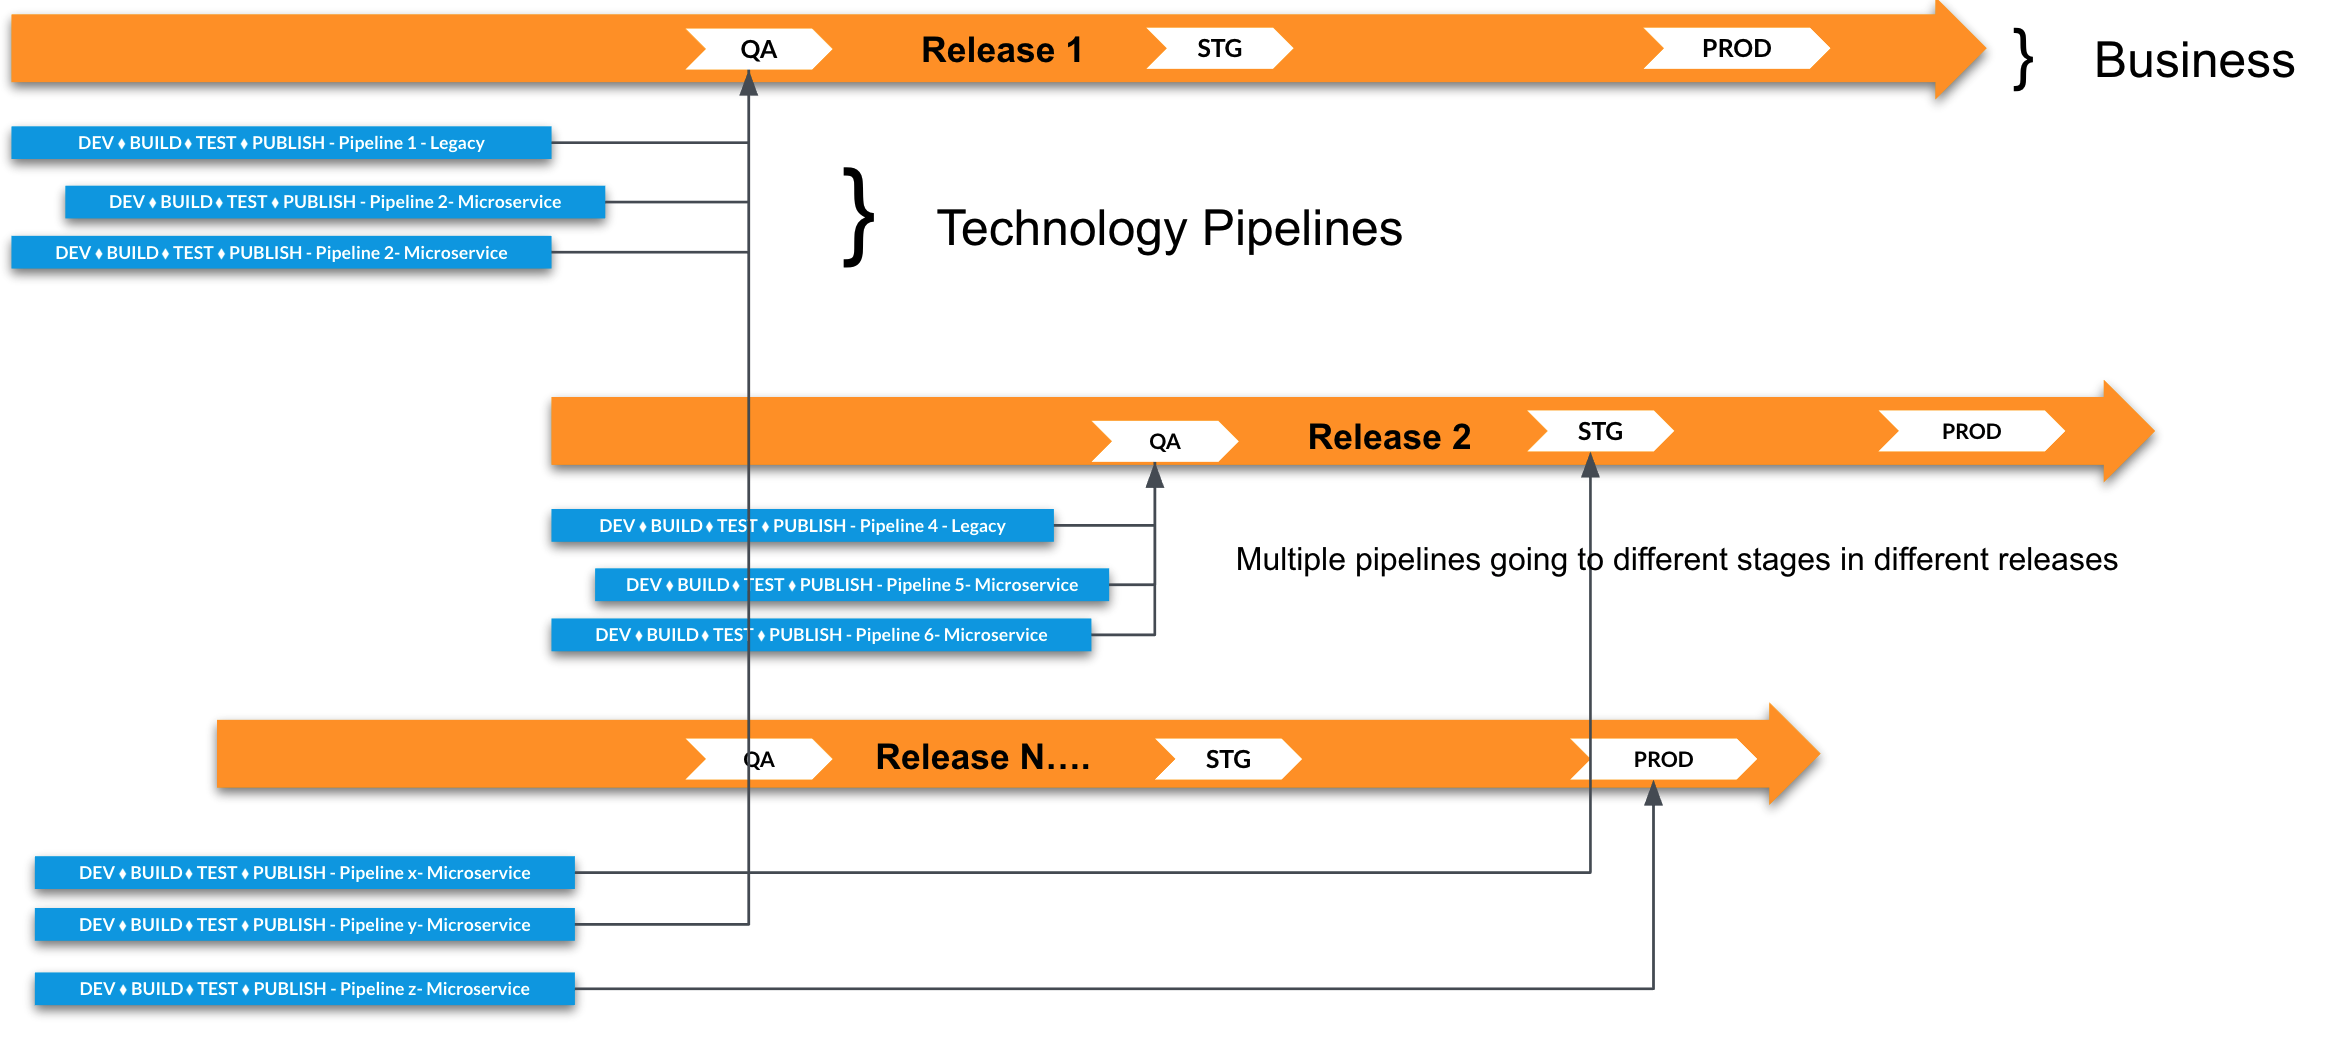 QA
Release 1
STG
PROD
} Business
DEV ♦ BUILD ♦ TEST ♦ PUBLISH - Pipeline 1 - Legacy
DEV ♦ BUILD ♦ TEST ♦ PUBLISH - Pipeline 2- Microservice
DEV ♦ BUILD ♦ TEST ♦ PUBLISH - Pipeline 2- Microservice
} Technology Pipelines
QA
Release 2
STG
PROD
DEV ♦ BUILD ♦ TEST ♦ PUBLISH - Pipeline 4 - Legacy
Multiple pipelines going to different stages in different releases
DEV ♦ BUILD ♦ TEST ♦ PUBLISH - Pipeline 5- Microservice
DEV ♦ BUILD ♦ TEST ♦ PUBLISH - Pipeline 6- Microservice
QA
Release N....
STG
PROD
DEV ♦ BUILD ♦ TEST ♦ PUBLISH - Pipeline x- Microservice
DEV ♦ BUILD ♦ TEST ♦ PUBLISH - Pipeline y- Microservice
DEV ♦ BUILD ♦ TEST ♦ PUBLISH - Pipeline z- Microservice